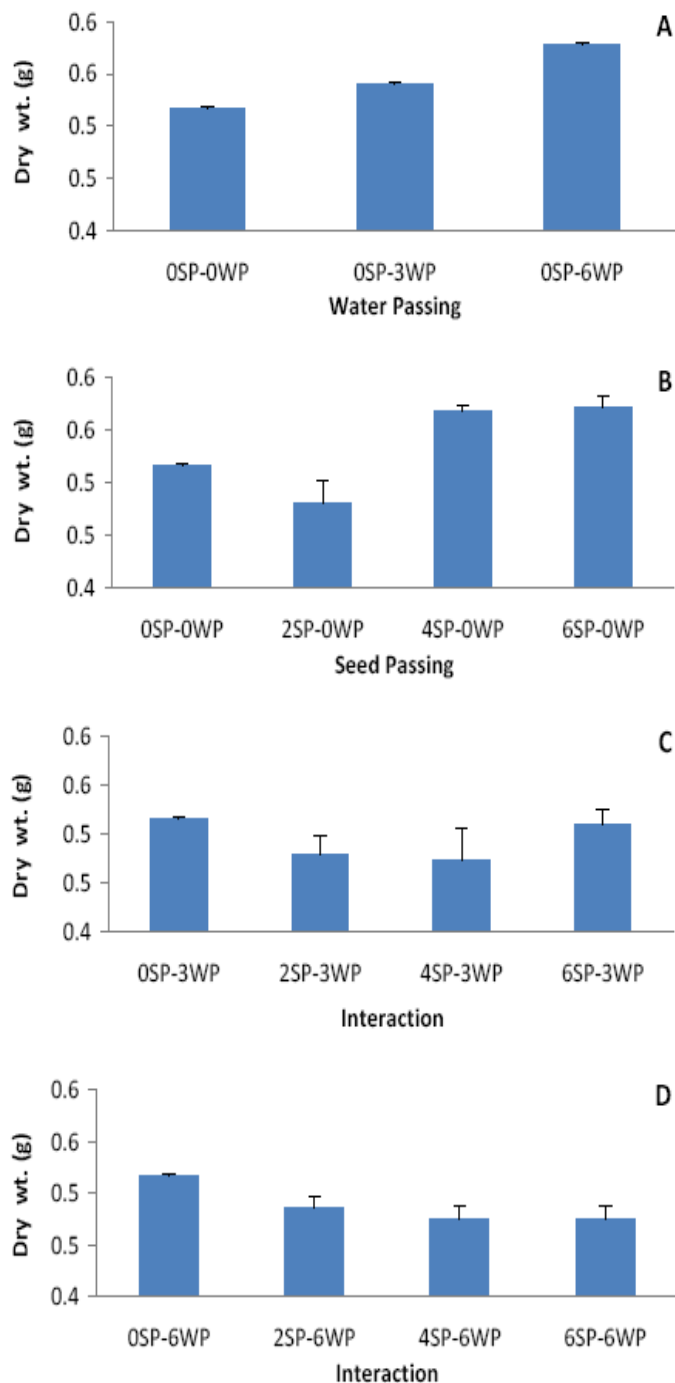 A
0.6
0.6
0.5
0.5
0.4
Dry wt. (g)
0SP-0WP 0SP-3WP 0SP-6WP
Water Passing
B
0.6
0.6
0.5
0.5
0.4
Dry wt. (g)
0SP-0WP 2SP-0WP 4SP-0WP 6SP-0WP
Seed Passing
C
0.6
0.6
0.5
0.5
0.4
Dry wt. (g)
0SP-3WP 2SP-3WP 4SP-3WP 6SP-3WP
Interaction
D
0.6
0.6
0.5
0.5
0.4
Dry wt. (g)
0SP-6WP 2SP-6WP 4SP-6WP 6SP-6WP
Interaction